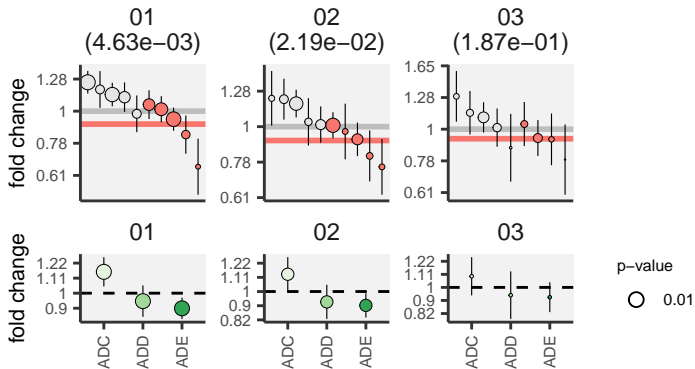 01
(4.63e−03)
02
(2.19e−02)
03
(1.87e−01)
fold change
1.28
1
0.78
0.61
1.28
1
0.78
0.61
1.65
1.28
1
0.78
0.61
01
02
03
fold change
1.22
1.11
1
0.9
1.22
1.11
1
0.9
0.82
1.22
1.11
1
0.9
0.82
ADC
ADD
ADE
ADC
ADD
ADE
ADC
ADD
ADE
p−value
0.01